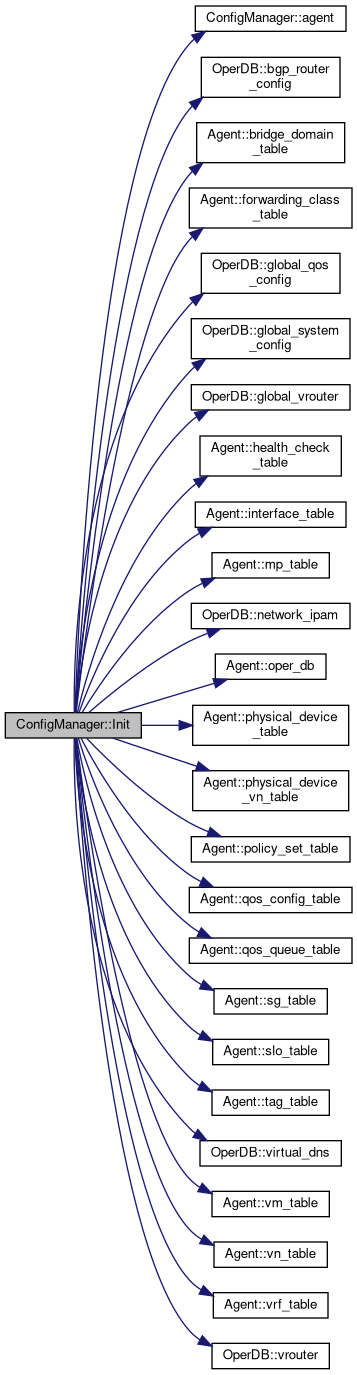 ConfigManager::agent
OperDB::bgp_router
_config
Agent::bridge_domain
_table
Agent::forwarding_class
_table
OperDB::global_qos
_config
OperDB::global_system
_config
OperDB::global_vrouter
Agent::health_check
_table
Agent::interface_table
Agent::mp_table
OperDB::network_ipam
Agent::oper_db
ConfigManager::Init
Agent::physical_device
_table
Agent::physical_device
_vn_table
Agent::policy_set_table
Agent::qos_config_table
Agent::qos_queue_table
Agent::sg_table
Agent::slo_table
Agent::tag_table
OperDB::virtual_dns
Agent::vm_table
Agent::vn_table
Agent::vrf_table
OperDB::vrouter